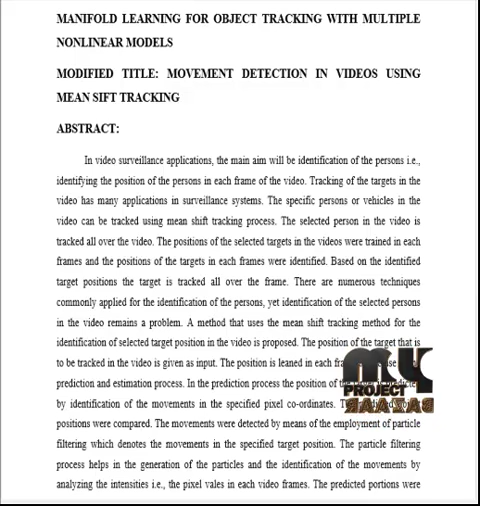 MANIFOLD LEARNING FOR OBJECT TRACKING WITH MULTIPLE
NONLINEAR MODELS
MODIFIED TITLE: MOVEMENT DETECTION IN VIDEOS USING
MEAN SIFT TRACKING
ABSTRACT:
In video surveillance applications, the main aim will be identification of the persons i.e.,
identifying the position of the persons in each frame of the video. Tracking of the targets in the
video has many applications in surveillance systems. The specific persons or vehicles in the
video can be tracked using mean shift tracking process. The selected person in the video is
tracked all over the video. The positions of the selected targets in the videos were trained in each
frames and the positions of the targets in each frames were identified. Based on the identified
target positions the target is tracked all over the frame. There are numerous techniques
commonly applied for the identification of the persons, yet identification of the selected persons
in the video remains a problem. A method that uses the mean shift tracking method for the
identification of selected target position in the video is proposed. The position of the target that is
to be tracked in the video is given as input. The position is leaned in each
prediction and estimation process. In the prediction process the position of
by identification of the movements in the specified pixel co-ordinates.
positions were compared. The movements were detected by means of the employment of particle
filtering which denotes the movements in the specified target position. The particle filtering
process helps in the generation of the particles and the identification of the movements by
analyzing the intensities i.e., the pixel vales in each video frames. The predicted portions were
PROJECT